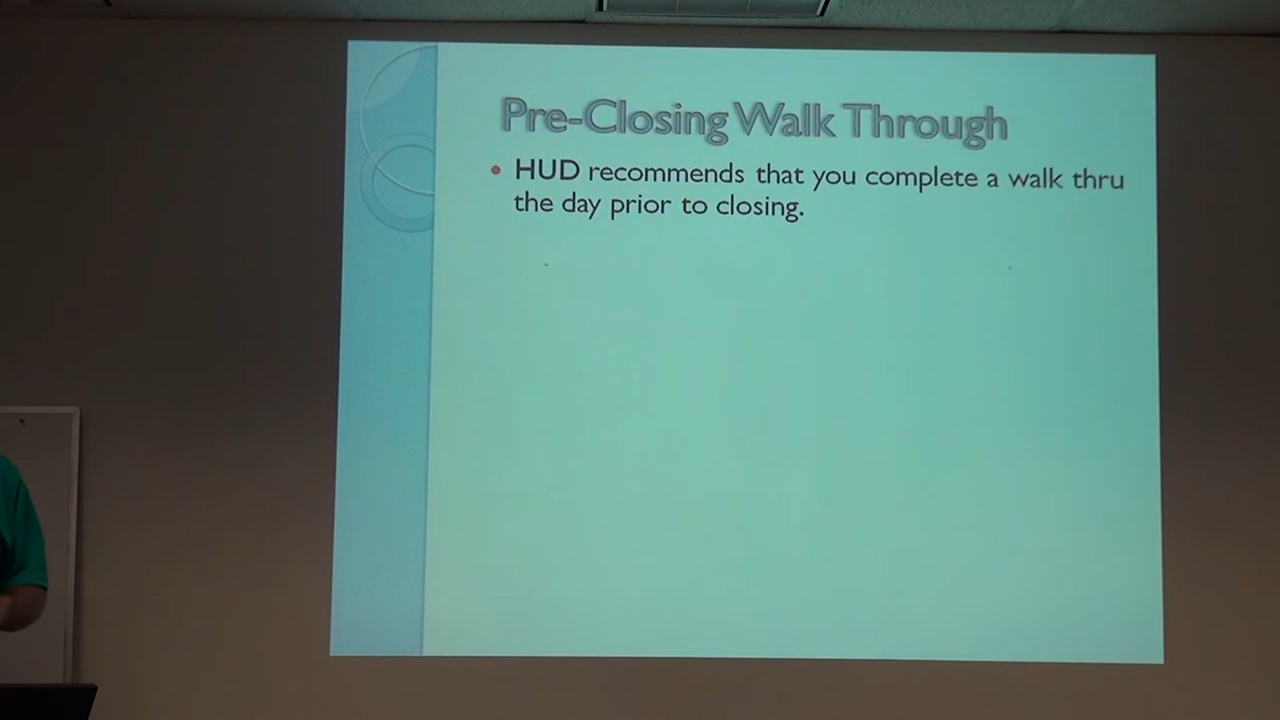 Pre-Closing Walk Through
• HUD recommends that you complete a walk thru
the day prior to closing.